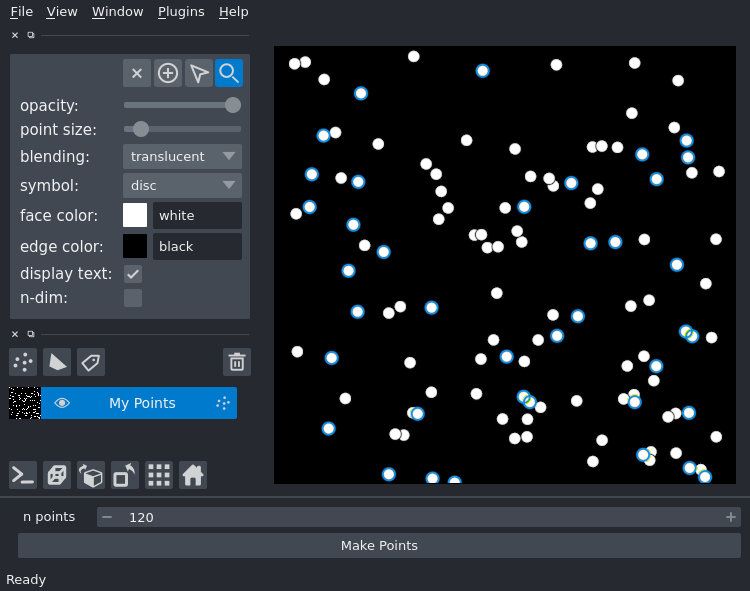 File View Window Plugins Help
opacity:
point size:
blending: translucent
symbol: disc
face color: white
edge color: black
display text:
n-dim:
My Points
n points 120
Make Points
Ready